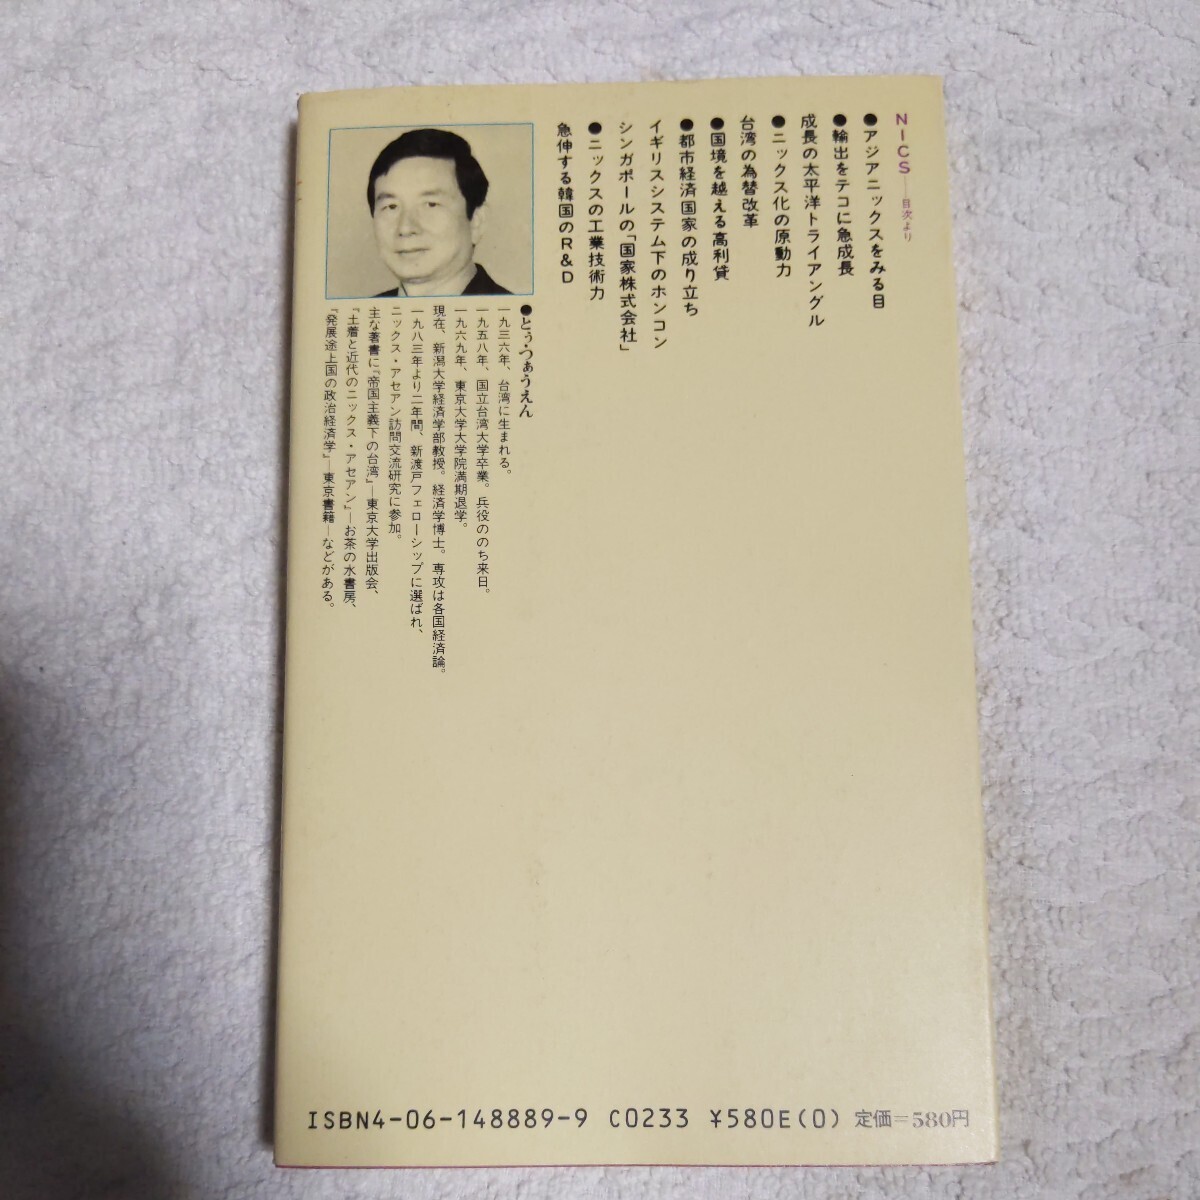 NICS——目次より
●アジアニックスをみる目
●輸出をテコに急成長
成長の太平洋トライアングル
●ニックス化の原動力
台湾の為替改革
●国境を越える高利貸
●都市経済国家の成り立ち
イギリスシステム下のホンコン
シンガポールの「国家株式会社」
●ニックスの工業技術力
急伸する韓国のR&D
●とぅ・つぁうえん
一九三六年、台湾に生まれる。
一九五八年、国立台湾大学卒業。兵役ののち来日。
一九六九年、東京大学大学院満期退学。
現在、新潟大学経済学部教授。経済学博士。専攻は各国経済論。
一九八三年より二年間、新渡戸フェローシップに選ばれ、
ニックス・アセアン訪問交流研究に参加。
主な著書に『帝国主義下の台湾』—東京大学出版会、
『土着と近代のニックス・アセアン』—お茶の水書房、
『発展途上国の政治経済学』—東京書籍—などがある。
ISBN4-06-148889-9 C0233 ¥580E(0) 定価=580円